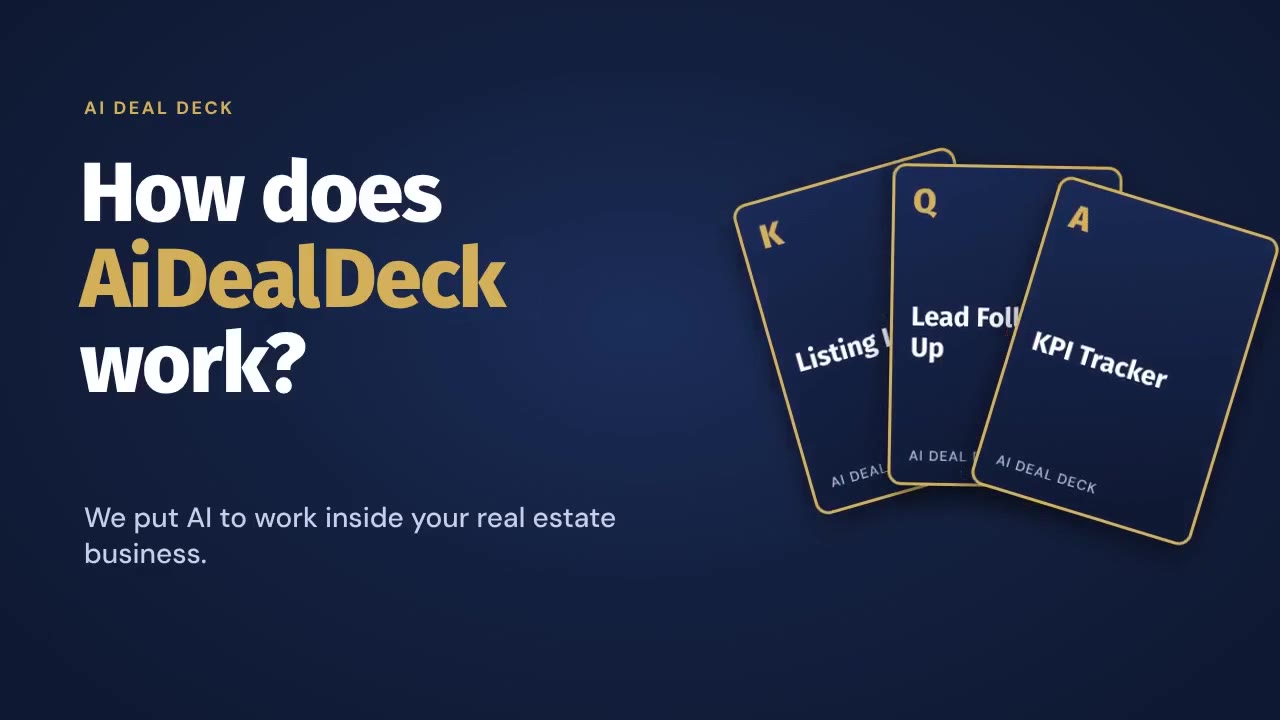 AI DEAL DECK
How does
AiDealDeck
work?
We put AI to work inside your real estate
business.
K
Listing
AI DEAL
Q
Lead Foll
Up
AI DEAL
A
KPI Tracker
AI DEAL DECK